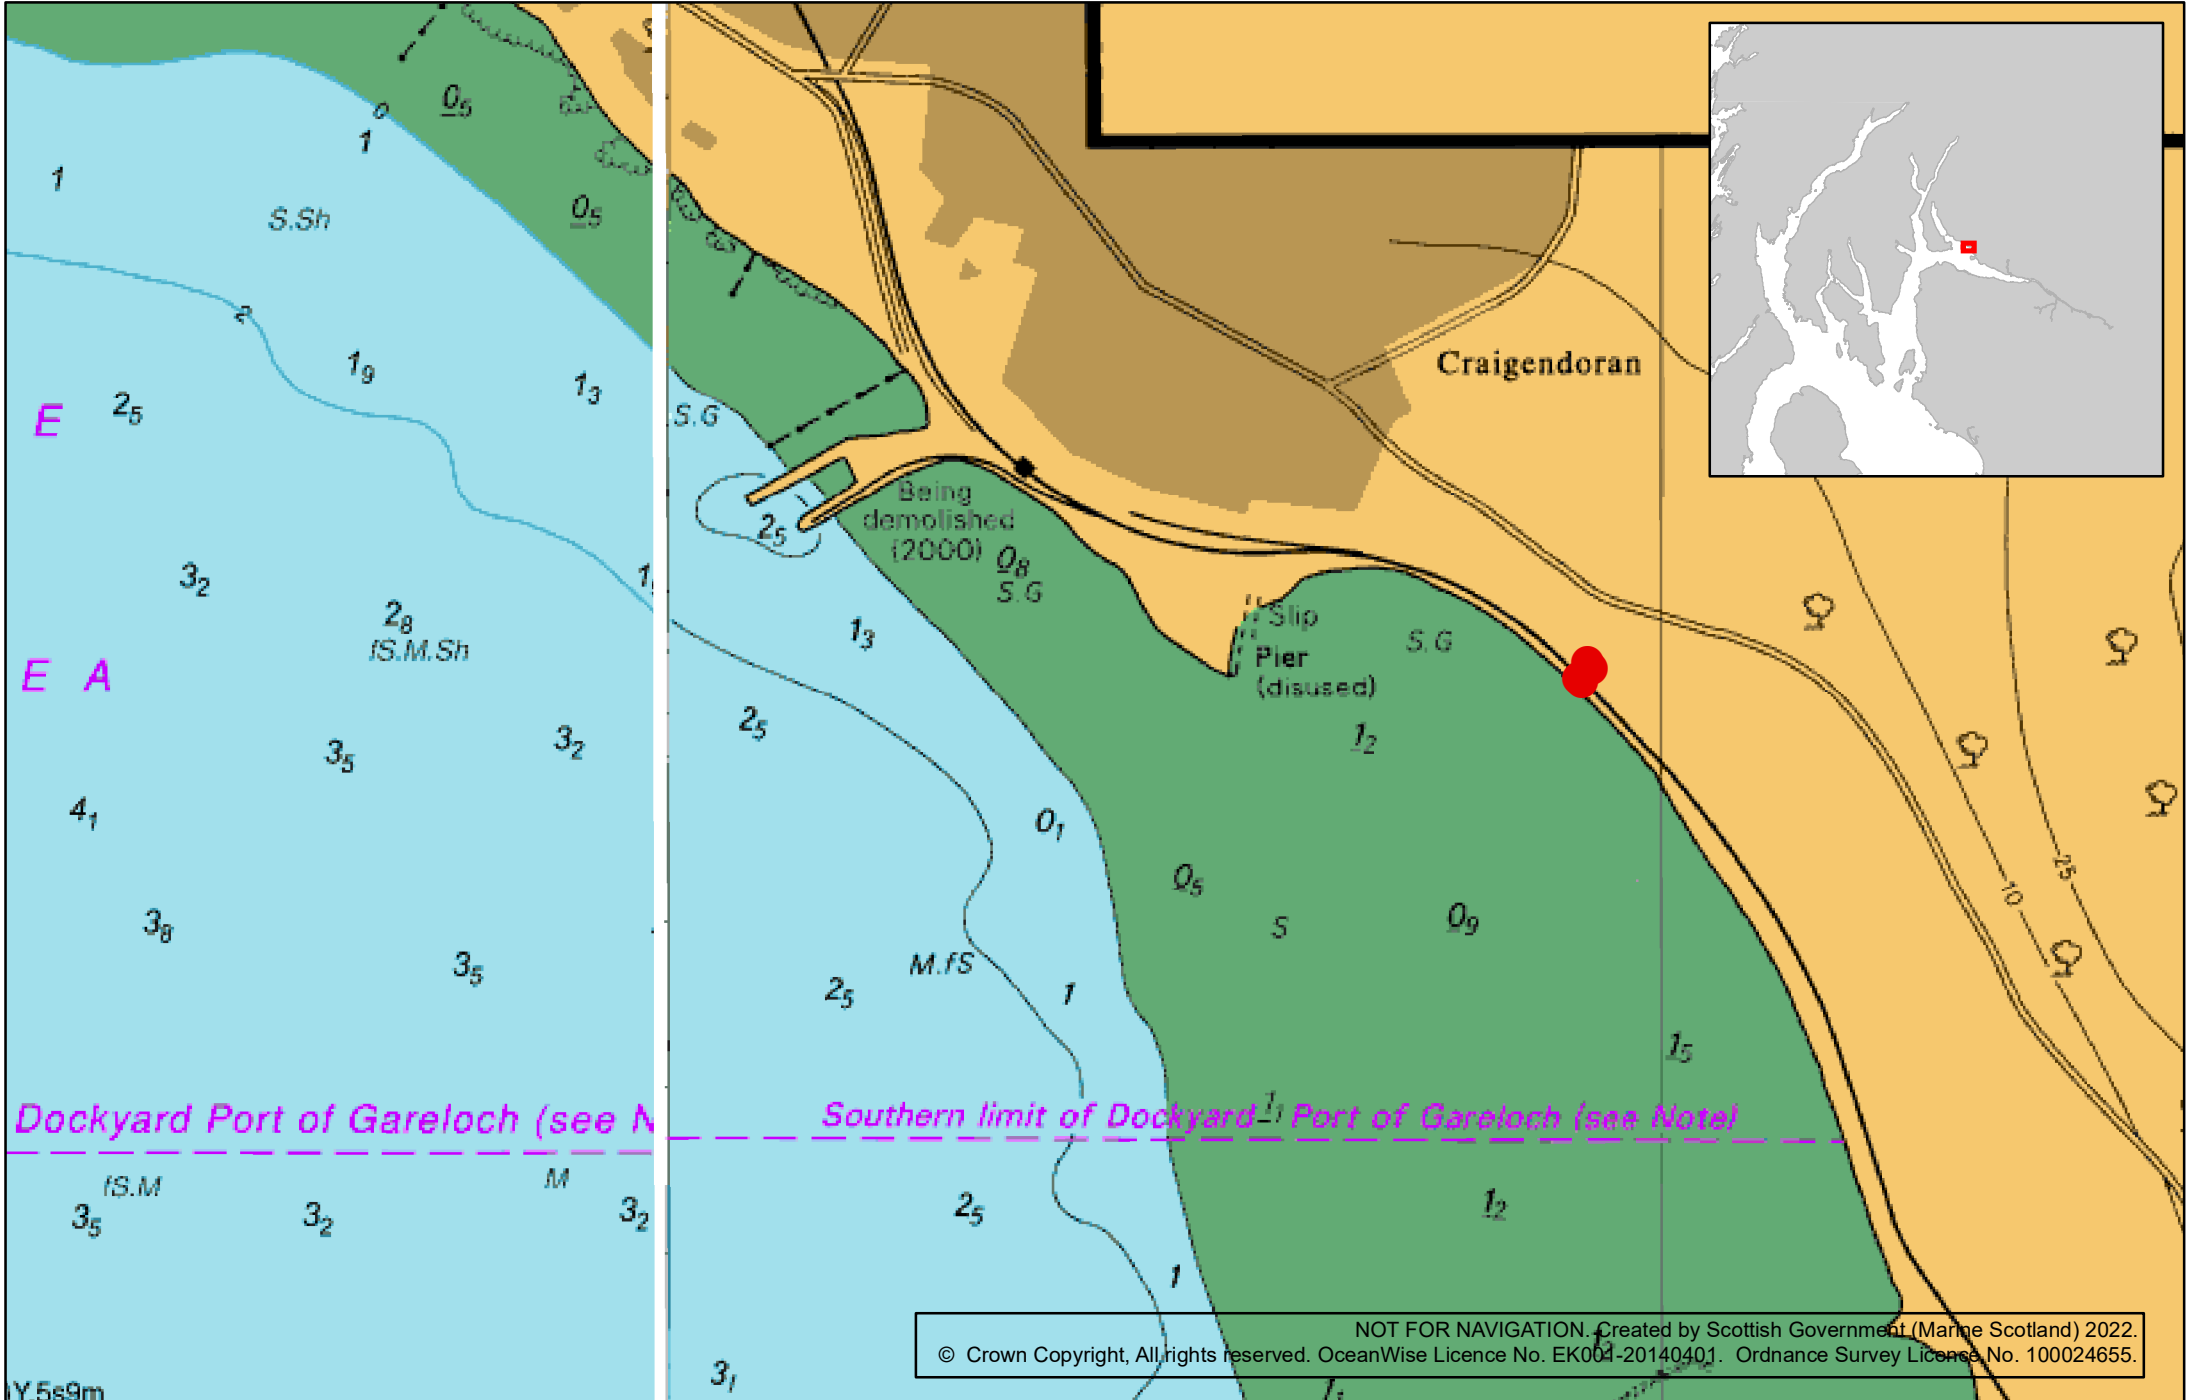 0₅
0
1
1
0₅
S.Sh
2
1₉
1₃
Craigendoran
E
2₅
S.G
Being
demolished
(2000)
2₅
0₈
S.G
3₂
2₈
fS.M.Sh
1₃
Slip
Pier
(disused)
S.G
E A
2₅
1₂
3₅
3₂
4₁
0₁
0₅
0₉
S
25
10
3₈
3₅
M.fS
2₅
1
1₅
1₁
Dockyard Port of Gareloch (see N
Southern limit of Dockyard Port of Gareloch (see Note)
fS.M
M
3₅
3₂
3₂
2₅
1₂
1
NOT FOR NAVIGATION. Created by Scottish Government (Marine Scotland) 2022.
© Crown Copyright, All rights reserved. OceanWise Licence No. EK001-20140401. Ordnance Survey Licence No. 100024655.
3₁
Y.5s9m